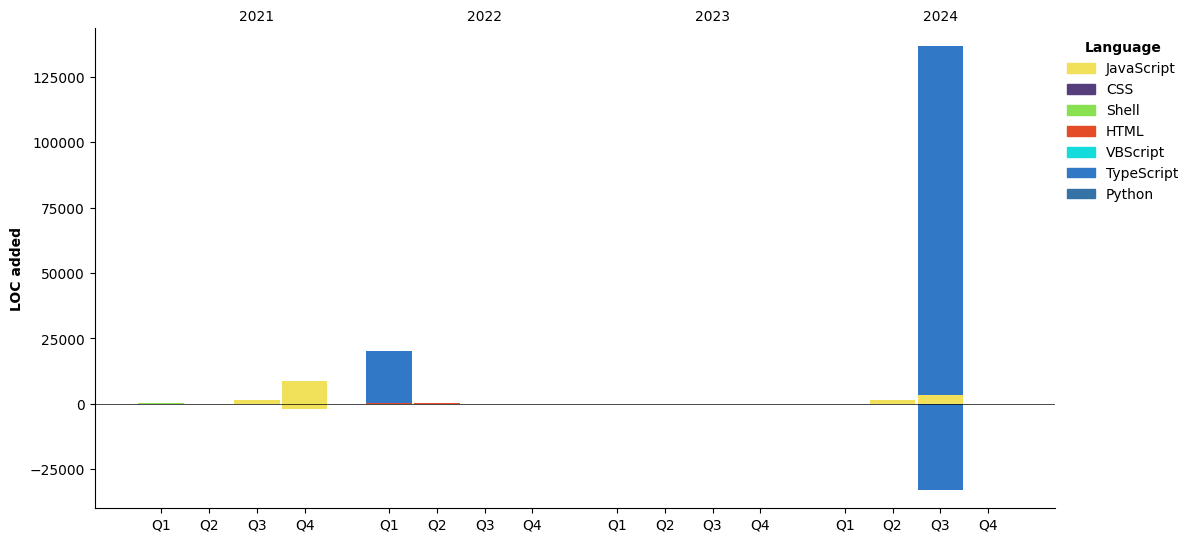 2021 2022 2023 2024
Language
JavaScript
CSS
Shell
HTML
VBScript
TypeScript
Python
LOC added
125000
100000
75000
50000
25000
0
−25000
Q1 Q2 Q3 Q4 Q1 Q2 Q3 Q4 Q1 Q2 Q3 Q4 Q1 Q2 Q3 Q4